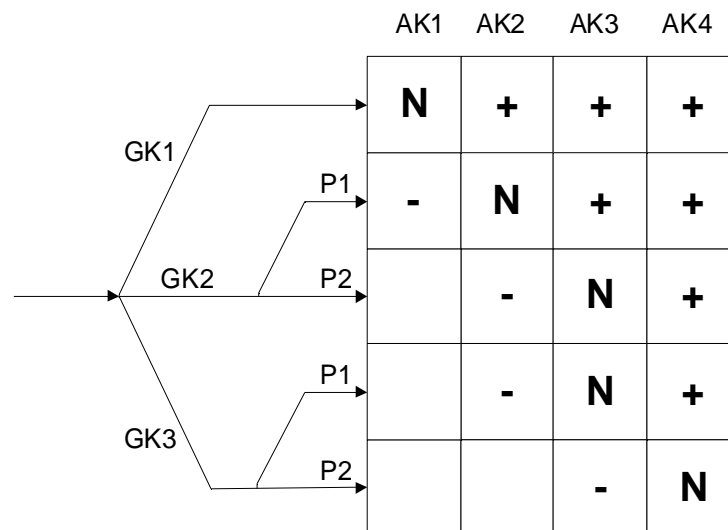 AK1 AK2 AK3 AK4
N + + +
GK1
P1 - N + +
GK2 P2 - N +
P1 - N +
GK3
P2 - N